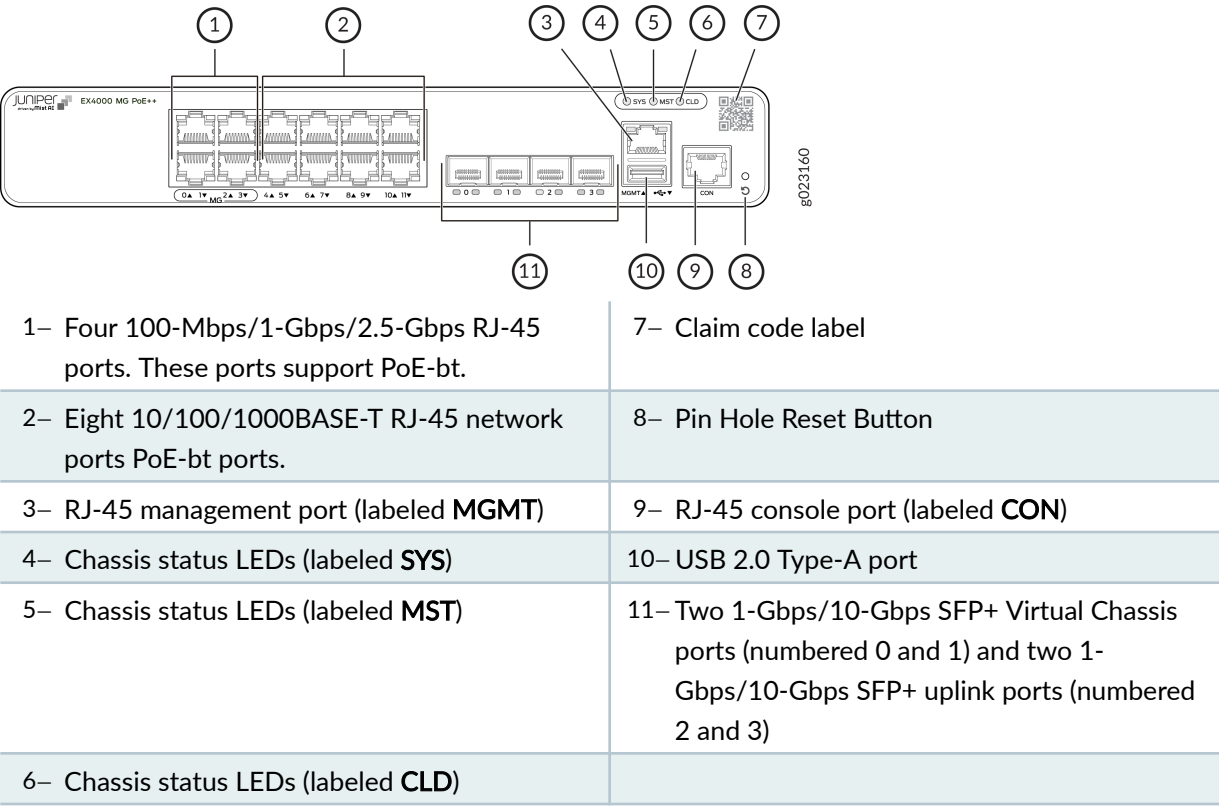 1 2 3 4 5 6 7
JUNIPer
driven by Mist AI
EX4000 MG PoE++
SYS MST CLD
0▲ 1▼ 2▲ 3▼ 4▲ 5▼ 6▲ 7▼ 8▲ 9▼ 10▲ 11▼
MG
0 1 2 3
MGMT▲ ▼
CON
g023160
11 10 9 8
1– Four 100-Mbps/1-Gbps/2.5-Gbps RJ-45
ports. These ports support PoE-bt.
7– Claim code label
2– Eight 10/100/1000BASE-T RJ-45 network
ports PoE-bt ports.
8– Pin Hole Reset Button
3– RJ-45 management port (labeled MGMT)
9– RJ-45 console port (labeled CON)
4– Chassis status LEDs (labeled SYS)
10– USB 2.0 Type-A port
5– Chassis status LEDs (labeled MST)
11– Two 1-Gbps/10-Gbps SFP+ Virtual Chassis
ports (numbered 0 and 1) and two 1-
Gbps/10-Gbps SFP+ uplink ports (numbered
2 and 3)
6– Chassis status LEDs (labeled CLD)